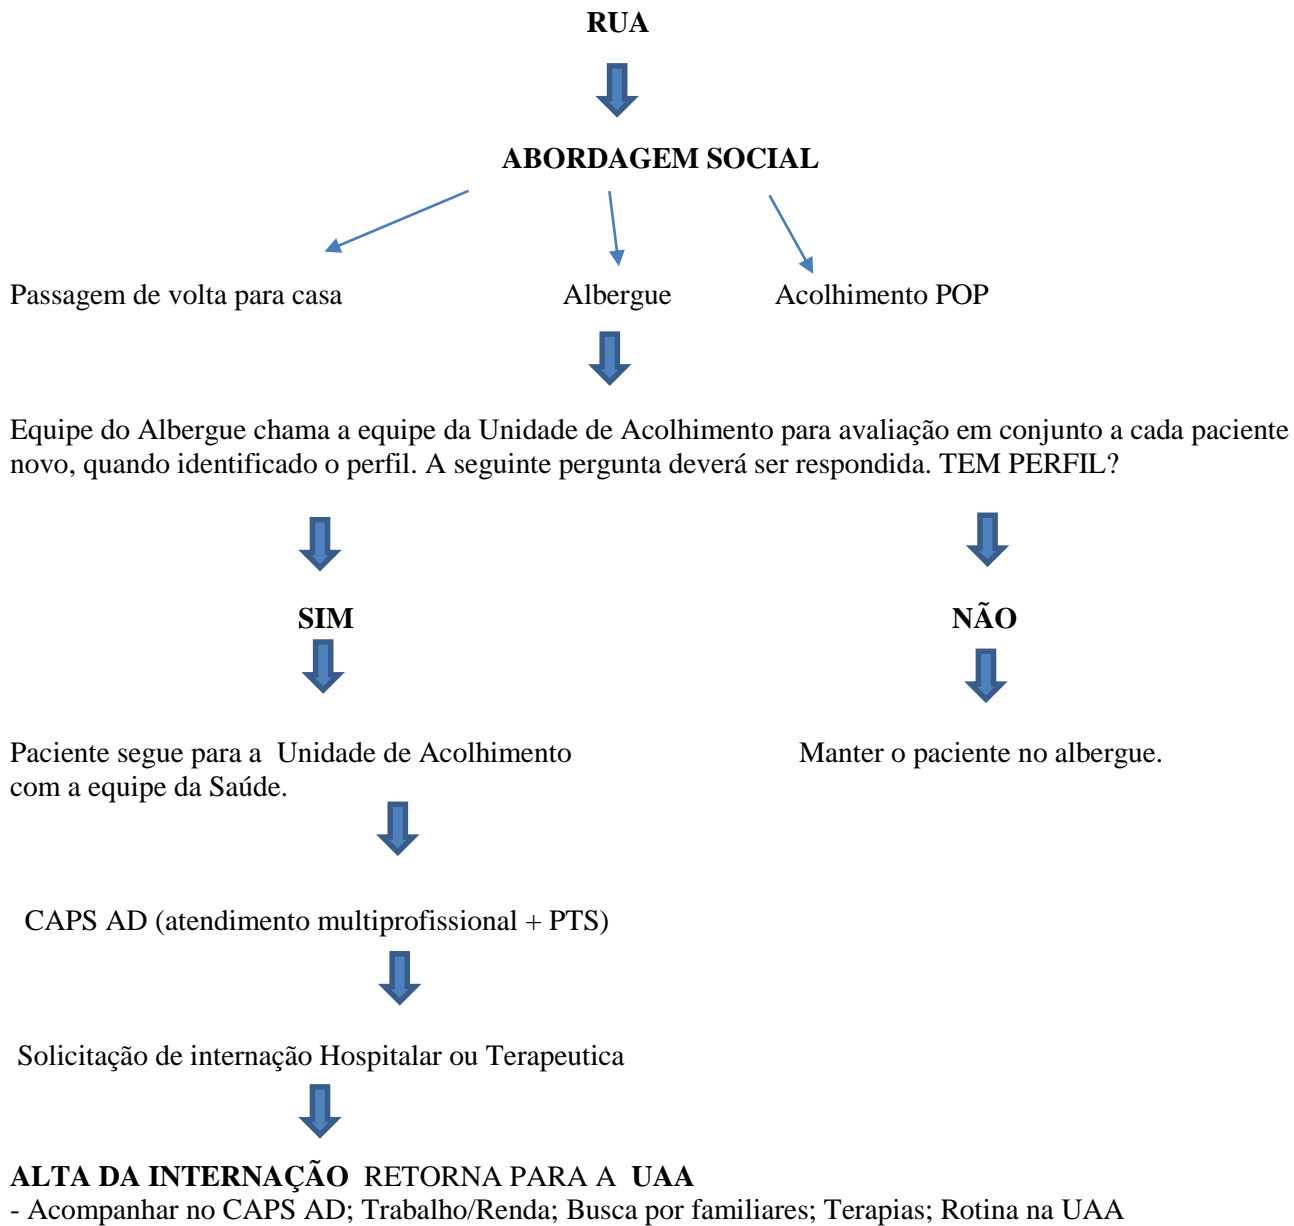 RUA
ABORDAGEM SOCIAL
Passagem de volta para casa
Albergue
Acolhimento POP
Equipe do Albergue chama a equipe da Unidade de Acolhimento para avaliação em conjunto a cada paciente
novo, quando identificado o perfil. A seguinte pergunta deverá ser respondida. TEM PERFIL?
SIM
NÃO
Paciente segue para a Unidade de Acolhimento
com a equipe da Saúde.
Manter o paciente no albergue.
CAPS AD (atendimento multiprofissional + PTS)
Solicitação de internação Hospitalar ou Terapeutica
ALTA DA INTERNAÇÃO RETORNA PARA A UAA
- Acompanhar no CAPS AD; Trabalho/Renda; Busca por familiares; Terapias; Rotina na UAA